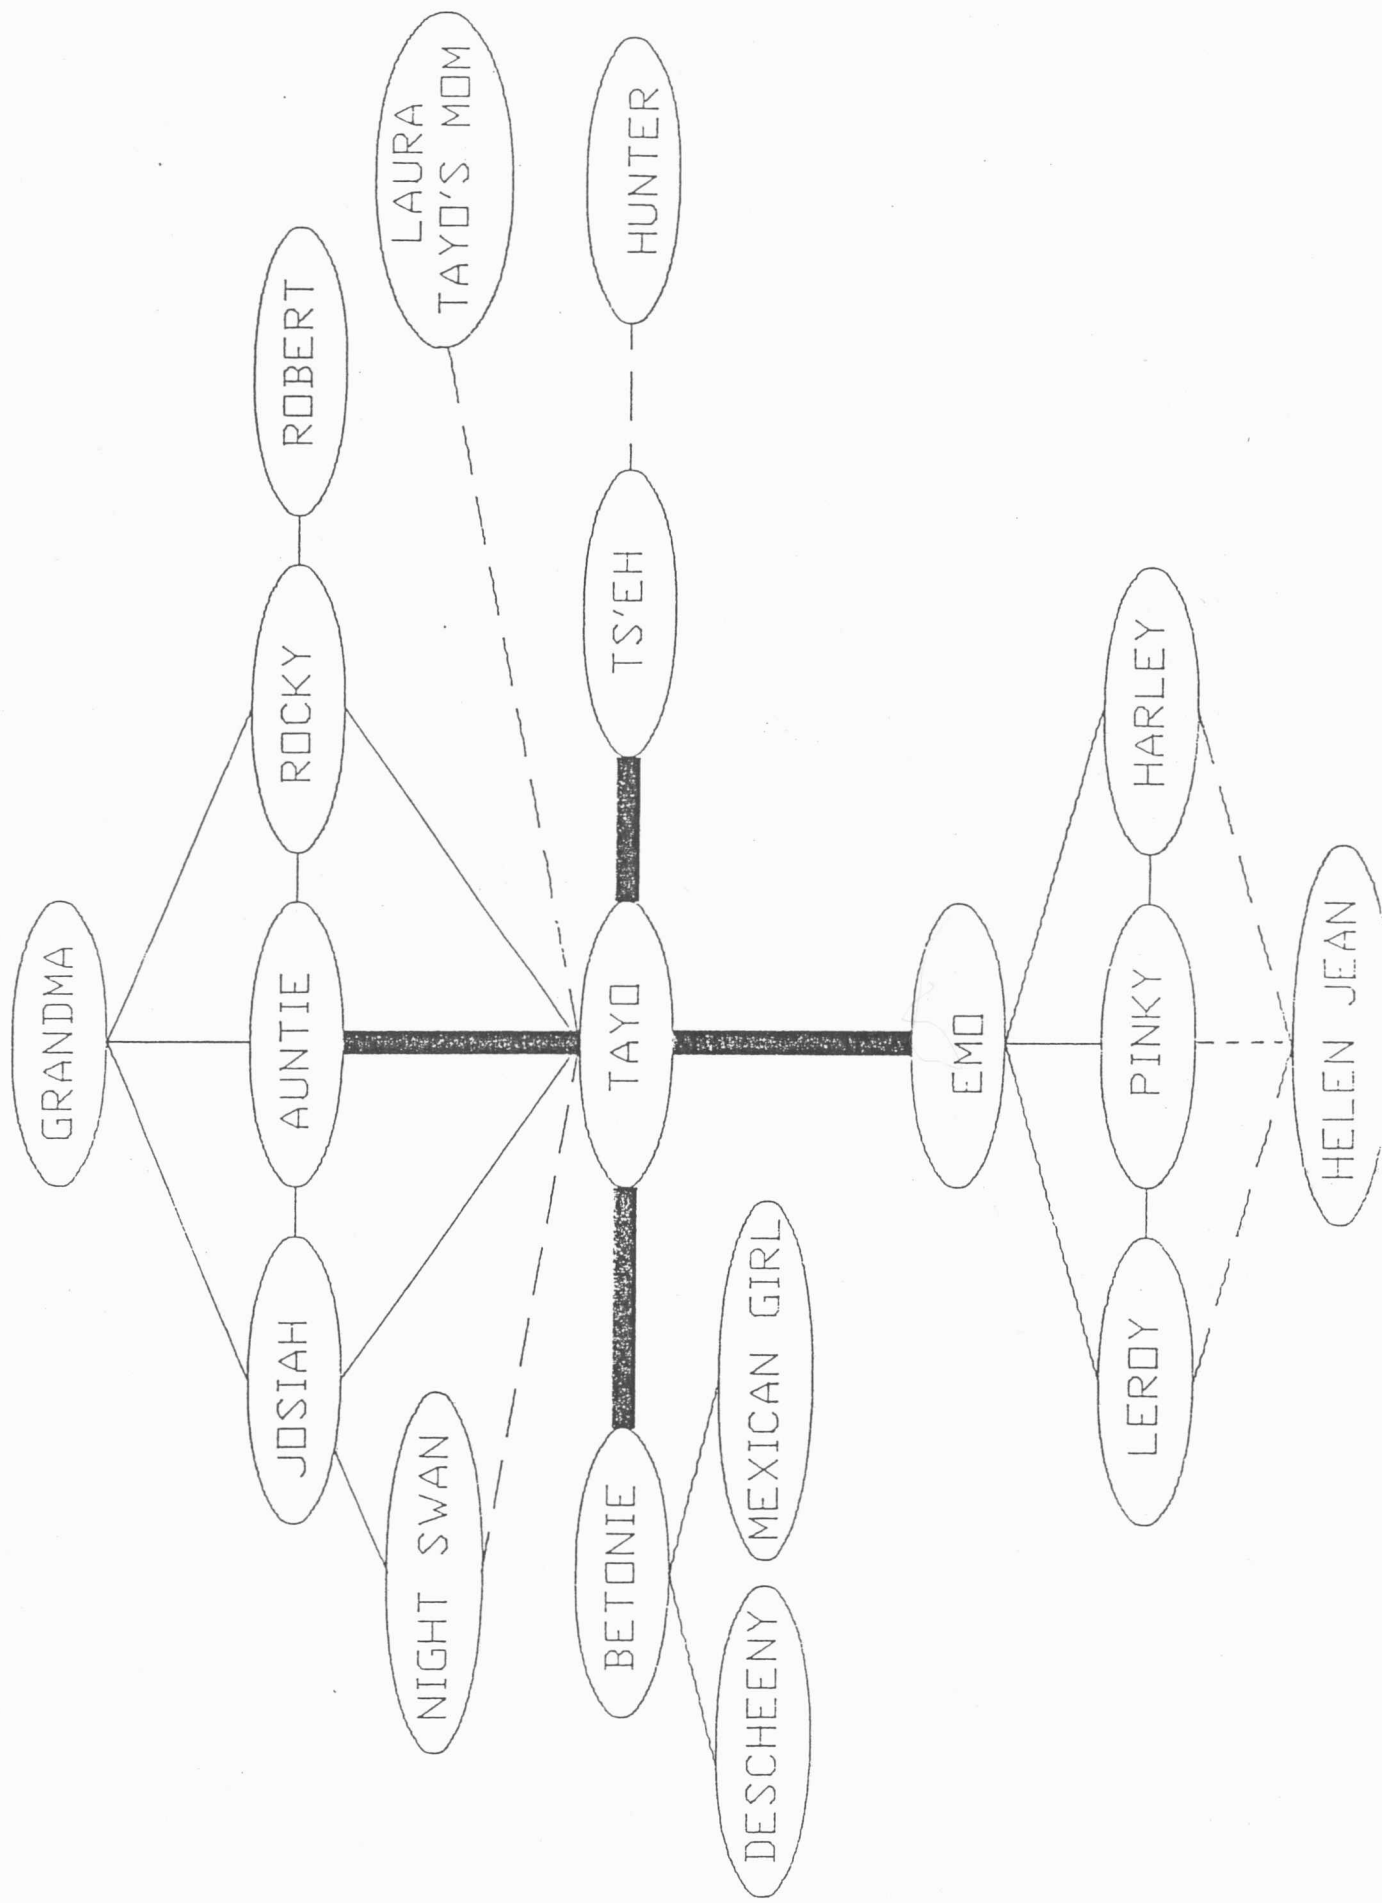 GRANDMA
JOSIAH
AUNTIE
ROCKY
ROBERT
NIGHT SWAN
LAURA
TAYO'S MOM
BETONIE
TAYO
TS'EH
HUNTER
DESCHEENY
MEXICAN GIRL
EMO
LEROY
PINKY
HARLEY
HELEN JEAN